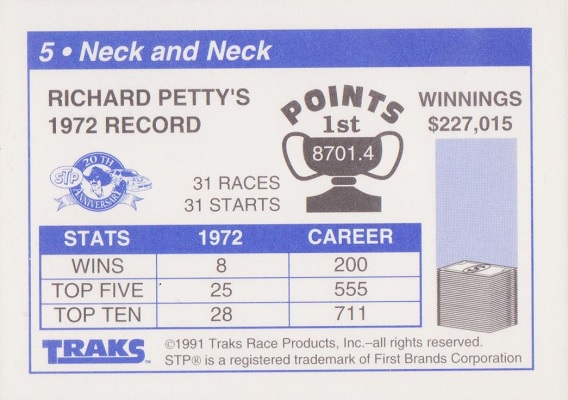 5 • Neck and Neck
RICHARD PETTY'S
1972 RECORD
POINTS
1st
8701.4
WINNINGS
$227,015
STP
20TH
ANNIVERSARY
31 RACES
31 STARTS
STATS 1972 CAREER
WINS 8 200
TOP FIVE 25 555
TOP TEN 28 711
TRAKS™
©1991 Traks Race Products, Inc.–all rights reserved.
STP® is a registered trademark of First Brands Corporation